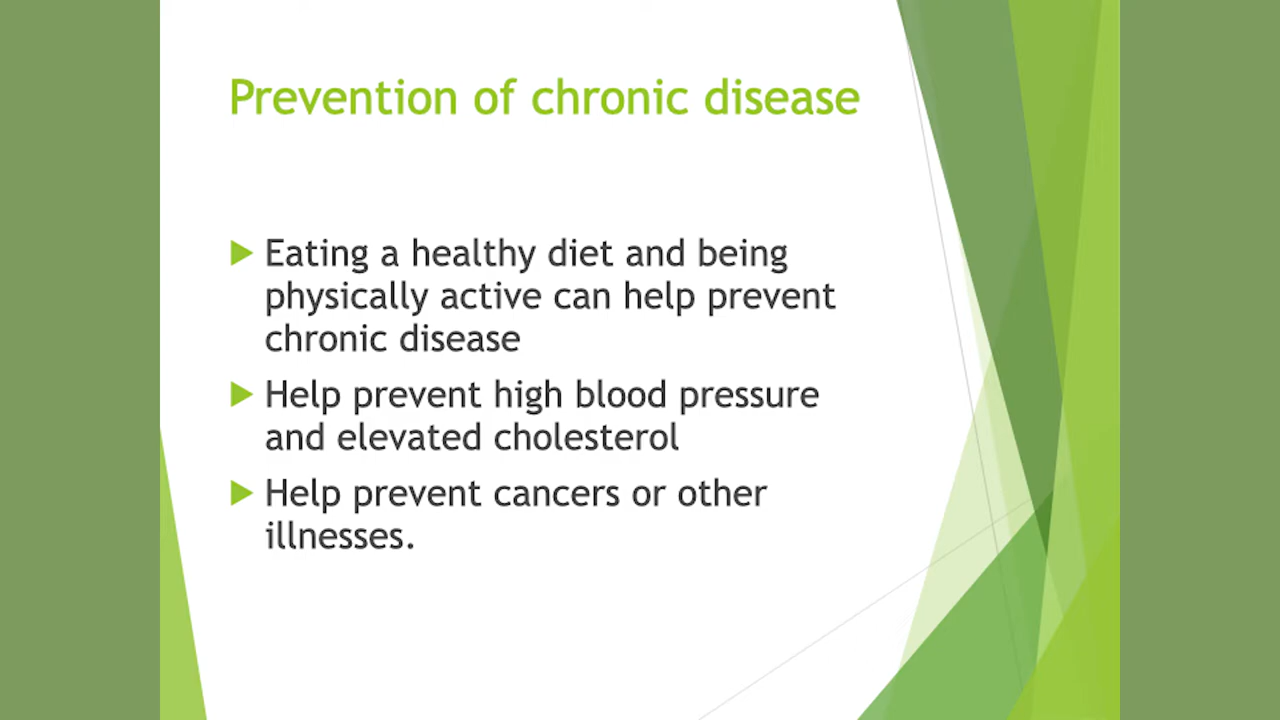 Prevention of chronic disease
Eating a healthy diet and being
physically active can help prevent
chronic disease
Help prevent high blood pressure
and elevated cholesterol
Help prevent cancers or other
illnesses.